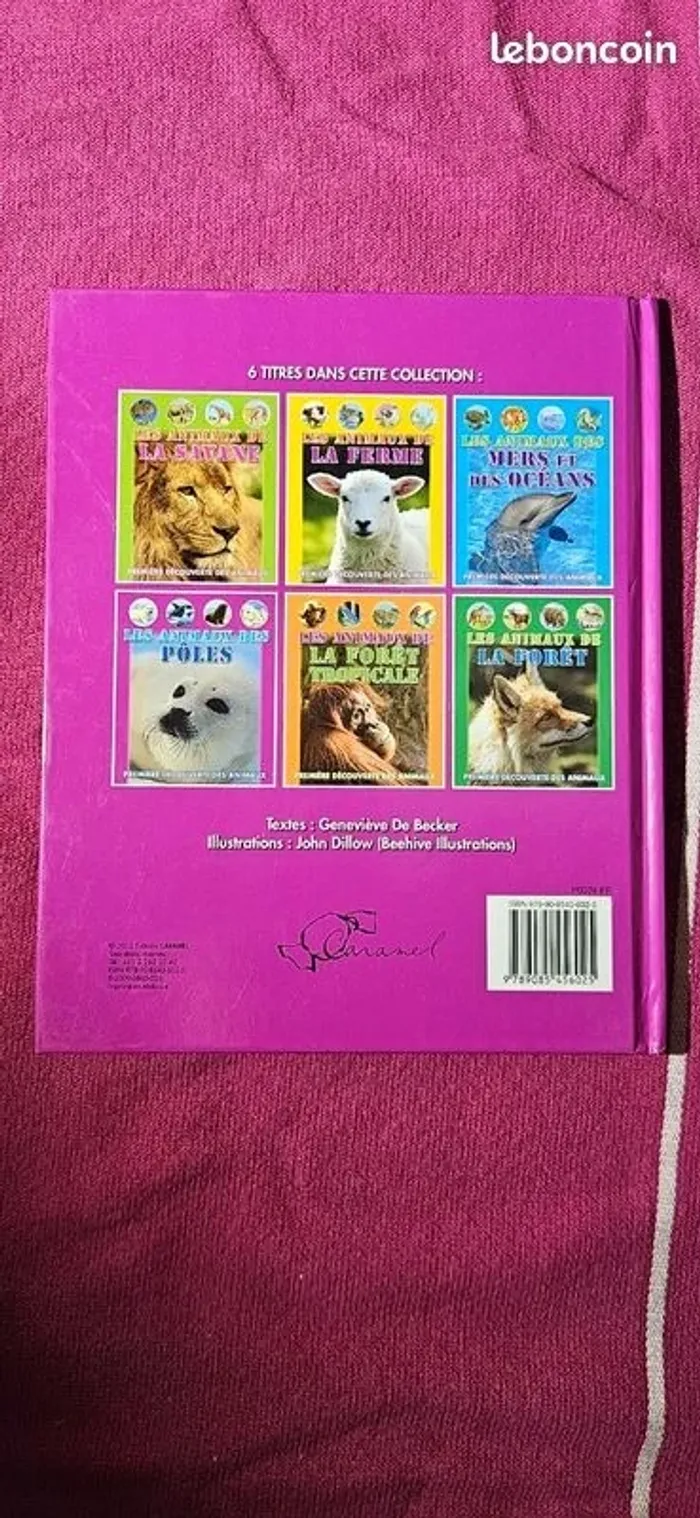 leboncoin
6 TITRES DANS CETTE COLLECTION :
LES ANIMAUX DE
LA SAVANE
PREMIÈRE DÉCOUVERTE DES ANIMAUX
LES ANIMAUX DE
LA FERME
PREMIÈRE DÉCOUVERTE DES ANIMAUX
LES ANIMAUX DES
MERS ET
DES OCÉANS
PREMIÈRE DÉCOUVERTE DES ANIMAUX
LES ANIMAUX DES
PÔLES
PREMIÈRE DÉCOUVERTE DES ANIMAUX
LES ANIMAUX DE
LA FORÊT
TROPICALE
PREMIÈRE DÉCOUVERTE DES ANIMAUX
LES ANIMAUX DE
LA FORÊT
PREMIÈRE DÉCOUVERTE DES ANIMAUX
Textes : Geneviève De Becker
Illustrations : John Dillow (Beehive Illustrations)
Caramel
9789085456023